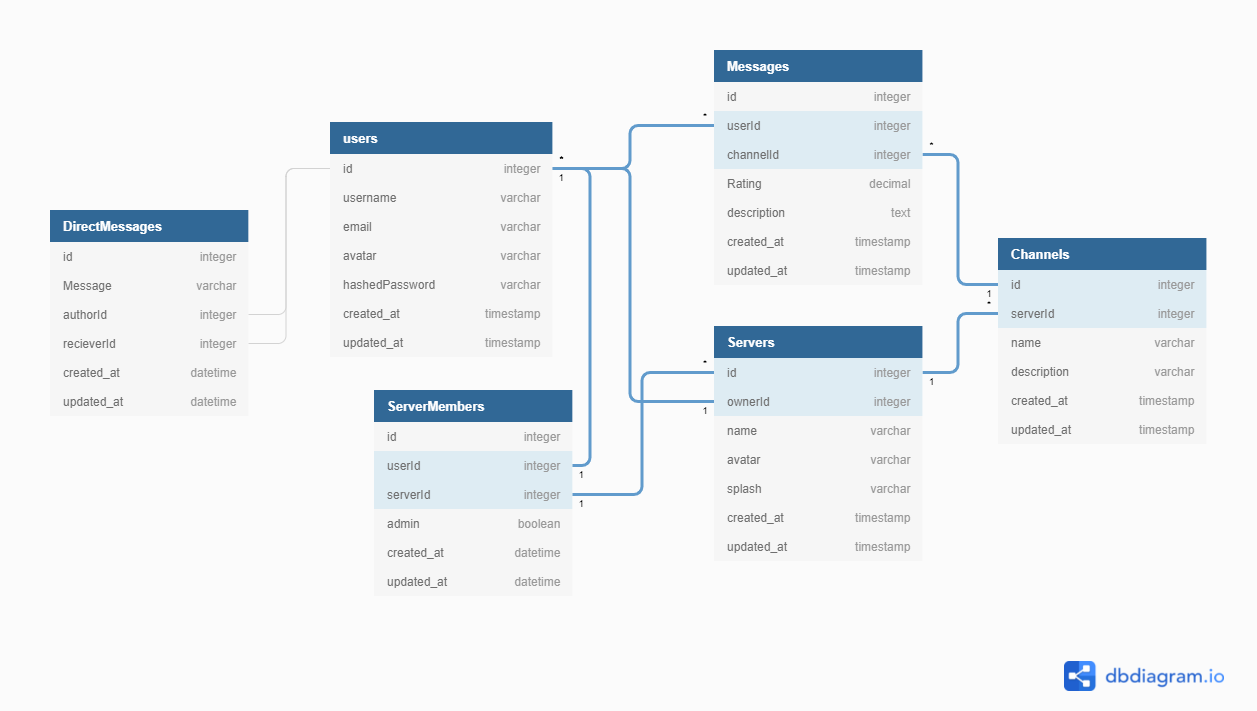 DirectMessages
id integer
Message varchar
authorId integer
recieverId integer
created_at datetime
updated_at datetime
users
id integer
username varchar
email varchar
avatar varchar
hashedPassword varchar
created_at timestamp
updated_at timestamp
* 
1
ServerMembers
id integer
userId integer
1
serverId integer
1
admin boolean
created_at datetime
updated_at datetime
Messages
id integer
*
userId integer
*
channelId integer
Rating decimal
description text
created_at timestamp
updated_at timestamp
Servers
*
id integer
1
ownerId integer
1
name varchar
avatar varchar
splash varchar
created_at timestamp
updated_at timestamp
Channels
id integer
1
*
serverId integer
name varchar
description varchar
created_at timestamp
updated_at timestamp
dbdiagram.io